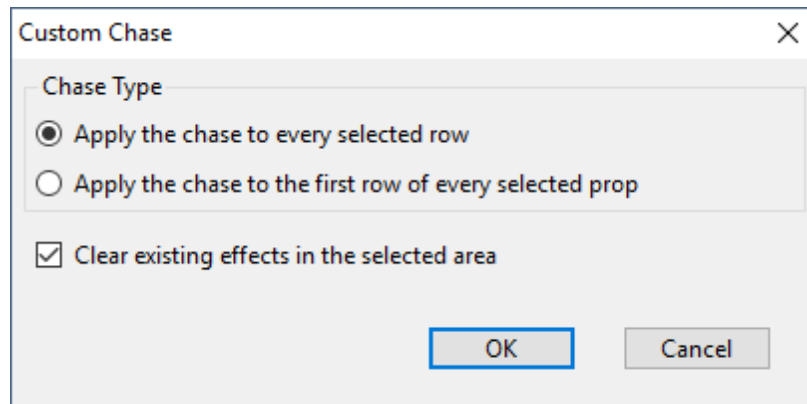 Custom Chase
Chase Type
Apply the chase to every selected row
Apply the chase to the first row of every selected prop
Clear existing effects in the selected area
OK
Cancel